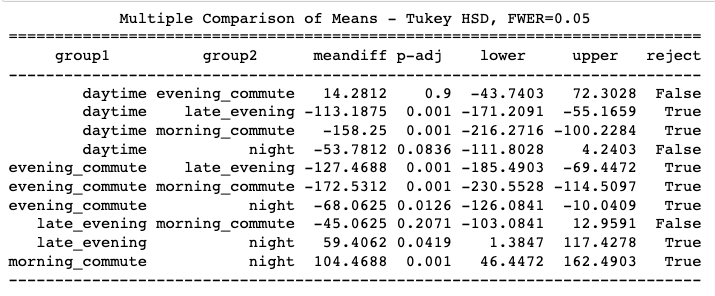 Multiple Comparison of Means - Tukey HSD, FWER=0.05
================================================================================
group1 group2 meandiff p-adj lower upper reject
--------------------------------------------------------------------------------
daytime evening_commute 14.2812 0.9 -43.7403 72.3028 False
daytime late_evening -113.1875 0.001 -171.2091 -55.1659 True
daytime morning_commute -158.25 0.001 -216.2716 -100.2284 True
daytime night -53.7812 0.0836 -111.8028 4.2403 False
evening_commute late_evening -127.4688 0.001 -185.4903 -69.4472 True
evening_commute morning_commute -172.5312 0.001 -230.5528 -114.5097 True
evening_commute night -68.0625 0.0126 -126.0841 -10.0409 True
late_evening morning_commute -45.0625 0.2071 -103.0841 12.9591 False
late_evening night 59.4062 0.0419 1.3847 117.4278 True
morning_commute night 104.4688 0.001 46.4472 162.4903 True
--------------------------------------------------------------------------------